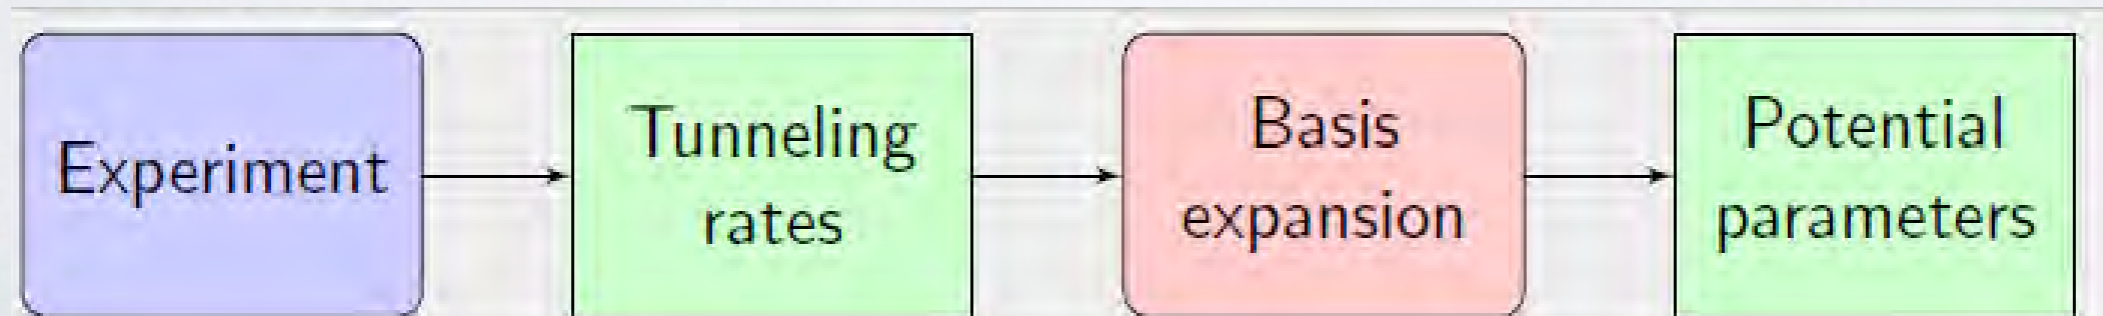 Experiment
Tunneling
rates
Basis
expansion
Potential
parameters